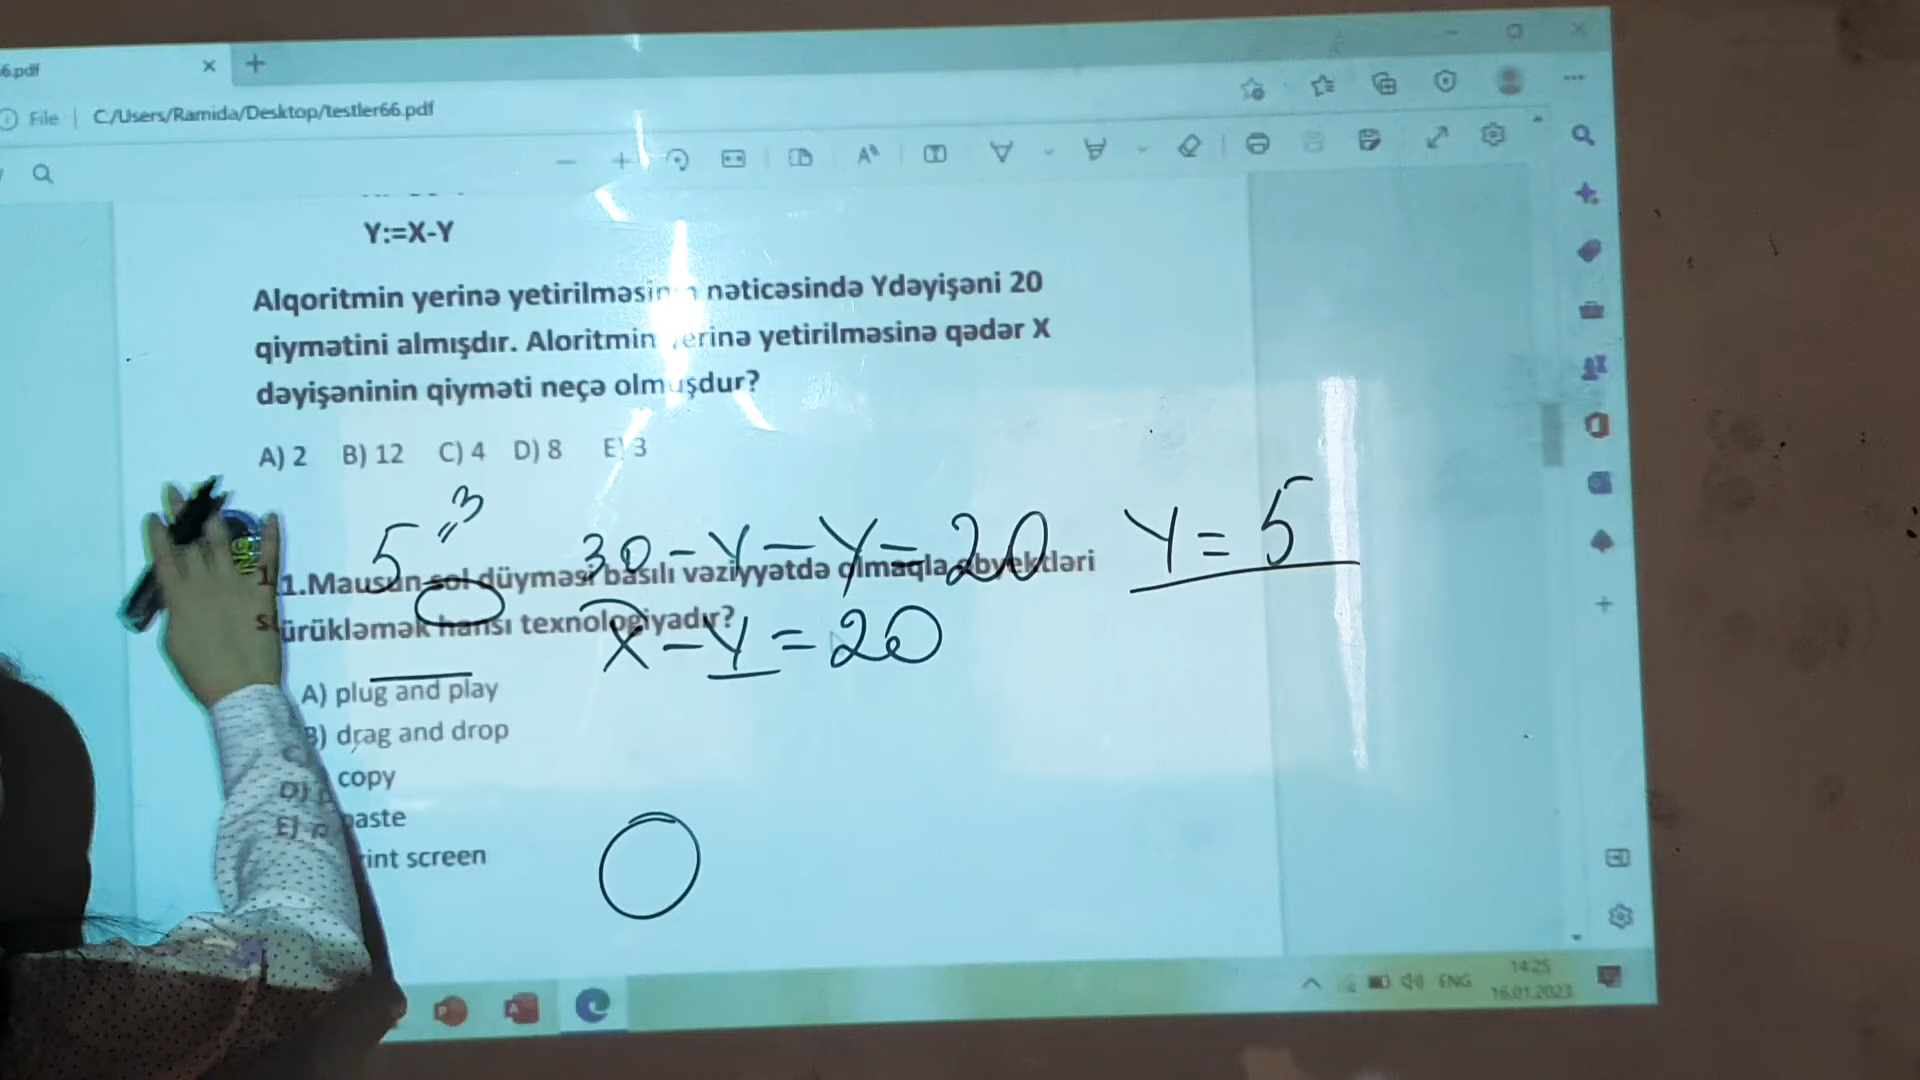 6.pdf
File | C:/Users/Ramida/Desktop/testler66.pdf
Y:=X-Y
Alqoritmin yerinə yetirilməsin nəticəsində Ydəyişəni 20
qiymətini almışdır. Aloritmin yerinə yetirilməsinə qədər X
dəyişəninin qiyməti neçə olmuşdur?
A) 2 B) 12 C) 4 D) 8 E) 3
30-Y-Y=20 Y=5
11.Mausun sol düyməsi basılı vəziyyətdə olmaqla obyektləri
X-Y=20
sürükləmək hansı texnologiyadır?
A) plug and play
B) drag and drop
copy
D) paste
E) print screen
ENG
14:25
16.01.2023